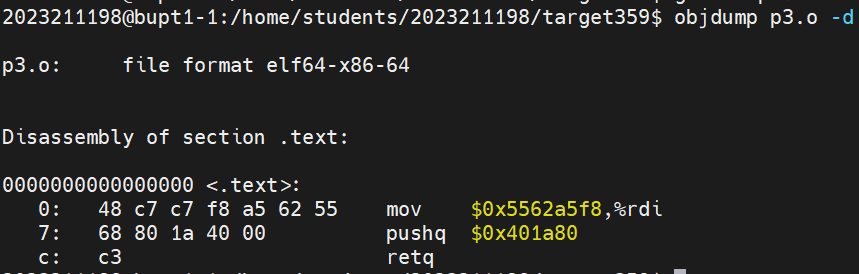 2023211198@bupt1-1:/home/students/2023211198/target359$ objdump p3.o -d
p3.o:     file format elf64-x86-64
Disassembly of section .text:
0000000000000000 <.text>:
   0:   48 c7 c7 f8 a5 62 55    mov    $0x5562a5f8,%rdi
   7:   68 80 1a 40 00          pushq  $0x401a80
   c:   c3                      retq